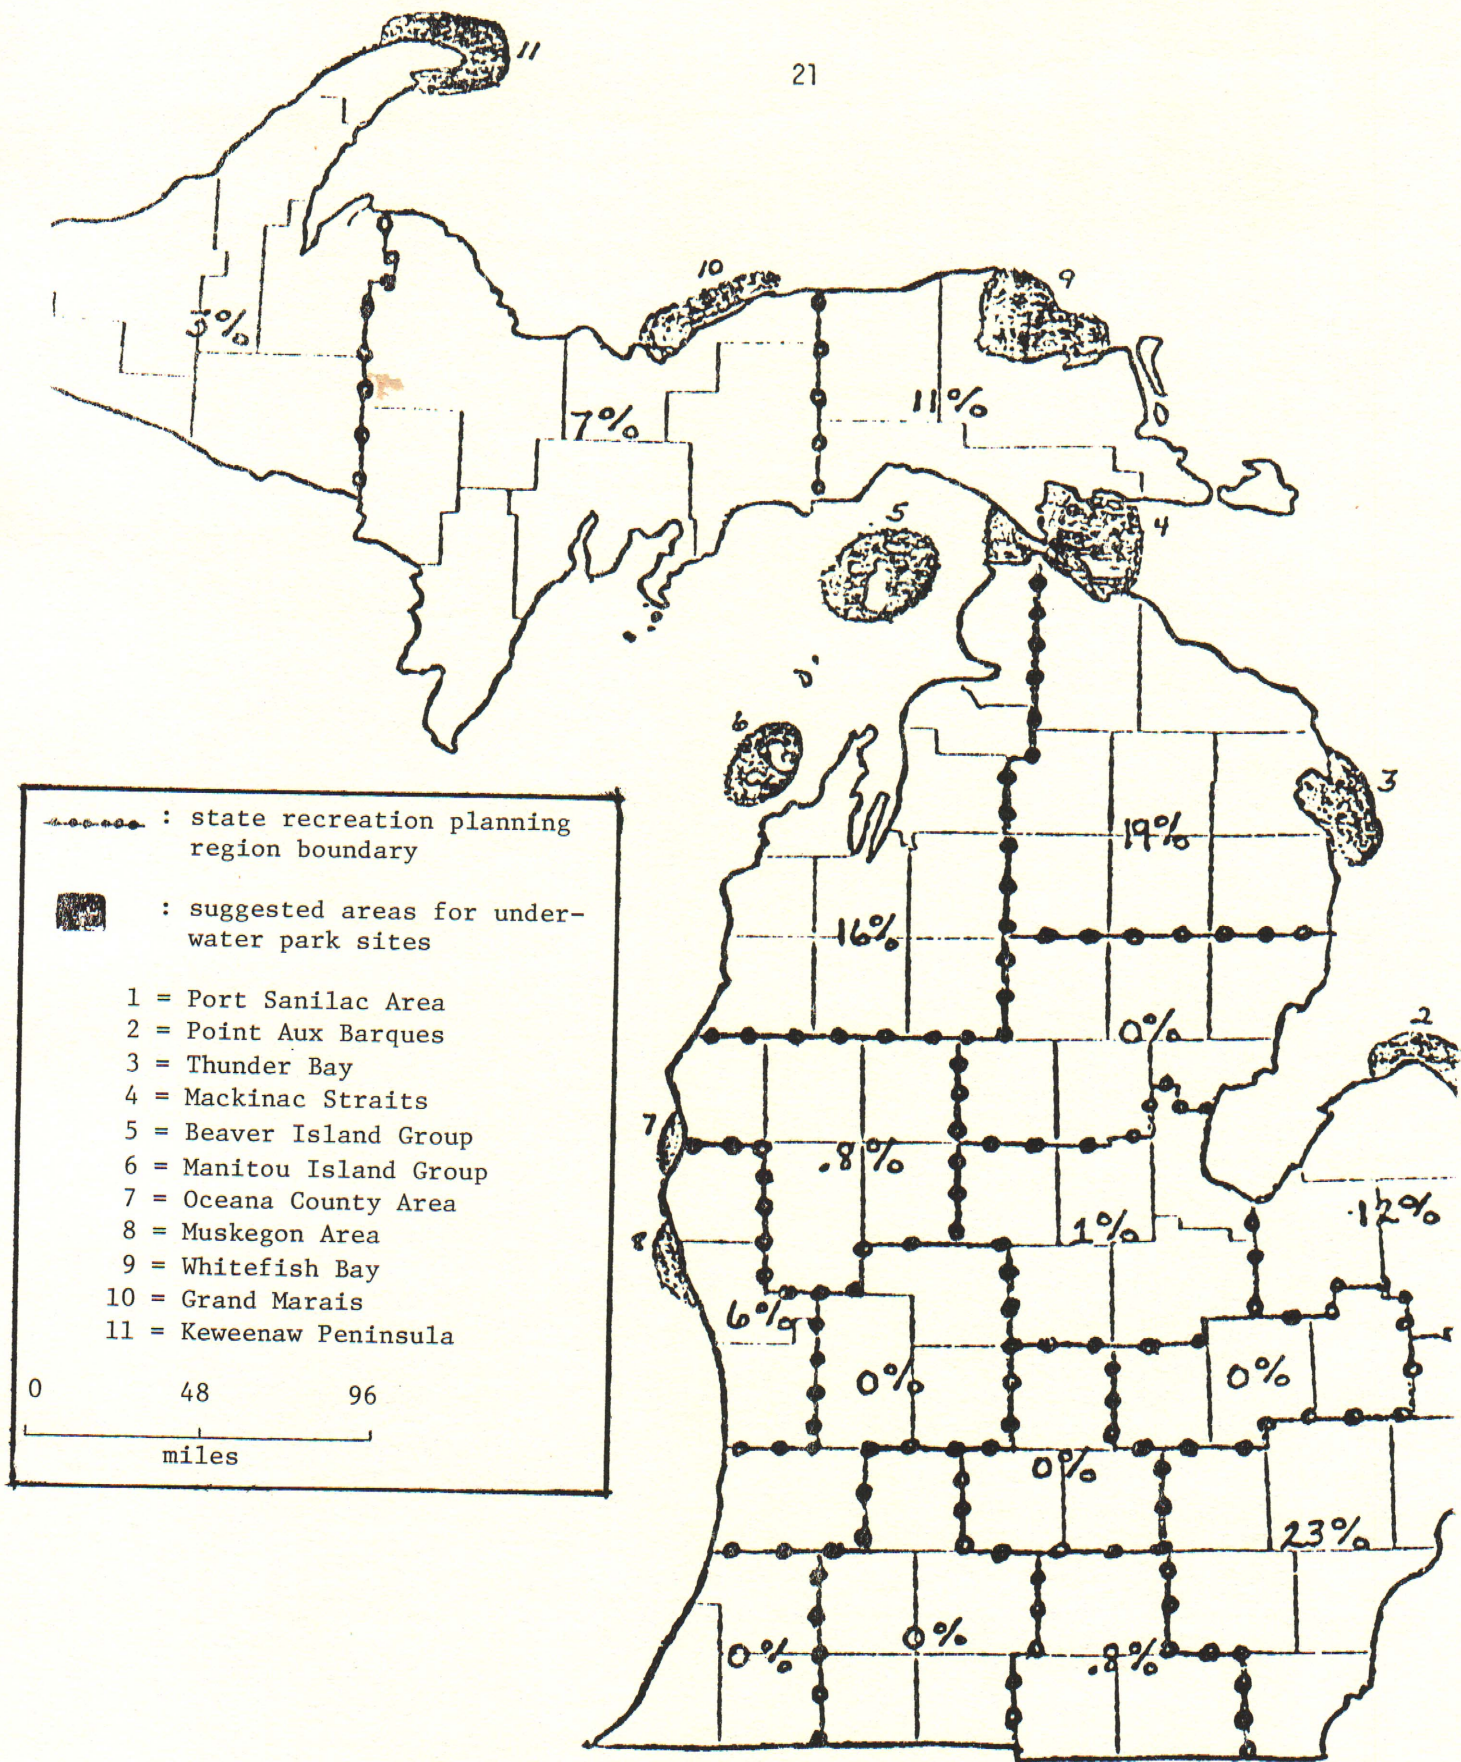 21
11
10
9
5%
7%
11%
5
4
6
3
19%
16%
0%
2
7
.8%
8
1%
.12%
6%
0%
0%
0%
23%
0%
0%
.8%
: state recreation planning
region boundary
: suggested areas for under-
water park sites
1 = Port Sanilac Area
2 = Point Aux Barques
3 = Thunder Bay
4 = Mackinac Straits
5 = Beaver Island Group
6 = Manitou Island Group
7 = Oceana County Area
8 = Muskegon Area
9 = Whitefish Bay
10 = Grand Marais
11 = Keweenaw Peninsula
0 48 96
miles